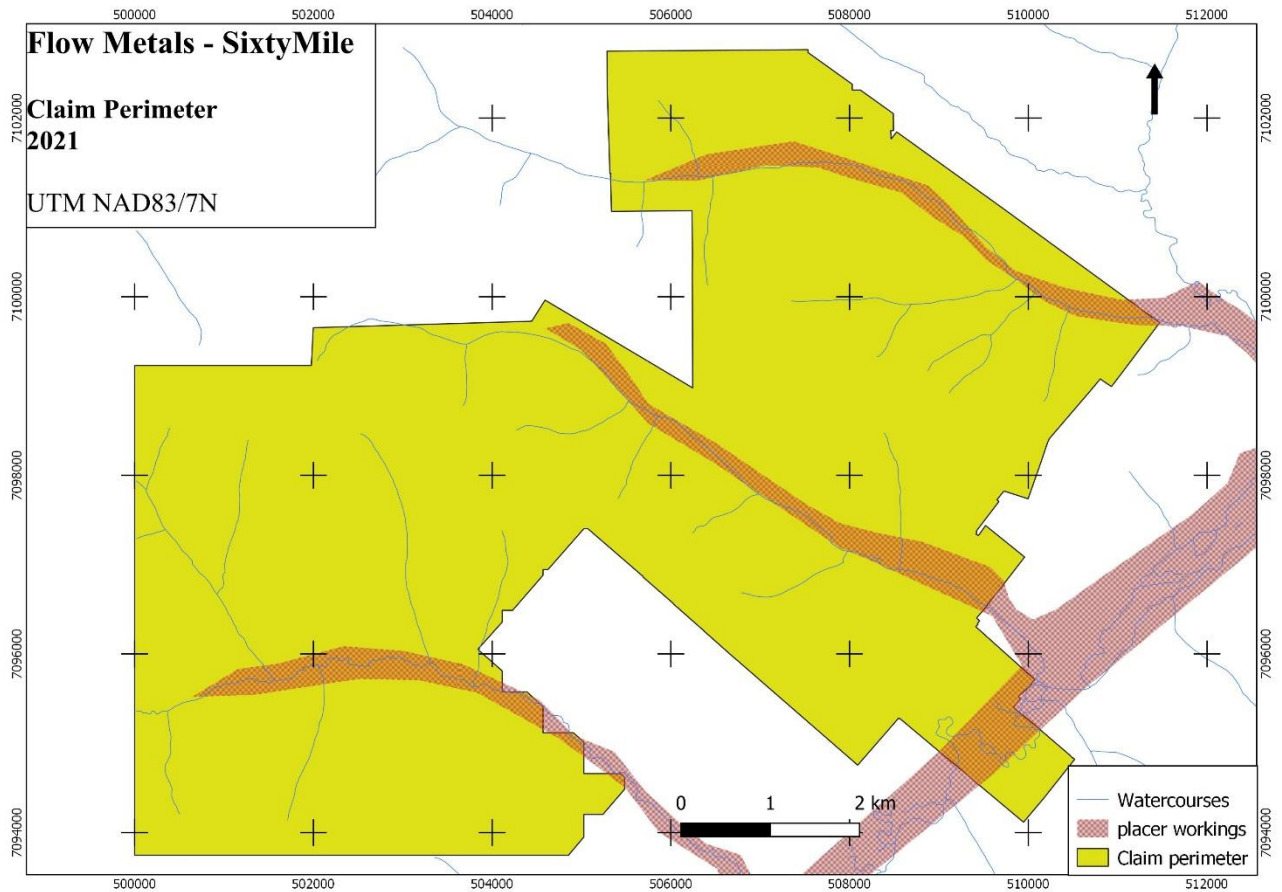 500000 502000 504000 506000 508000 510000 512000
Flow Metals - SixtyMile
Claim Perimeter
2021
UTM NAD83/7N
7102000 7102000
7100000 7100000
7098000 7098000
7096000 7096000
7094000 7094000
0 1 2 km
Watercourses
placer workings
Claim perimeter
500000 502000 504000 506000 508000 510000 512000